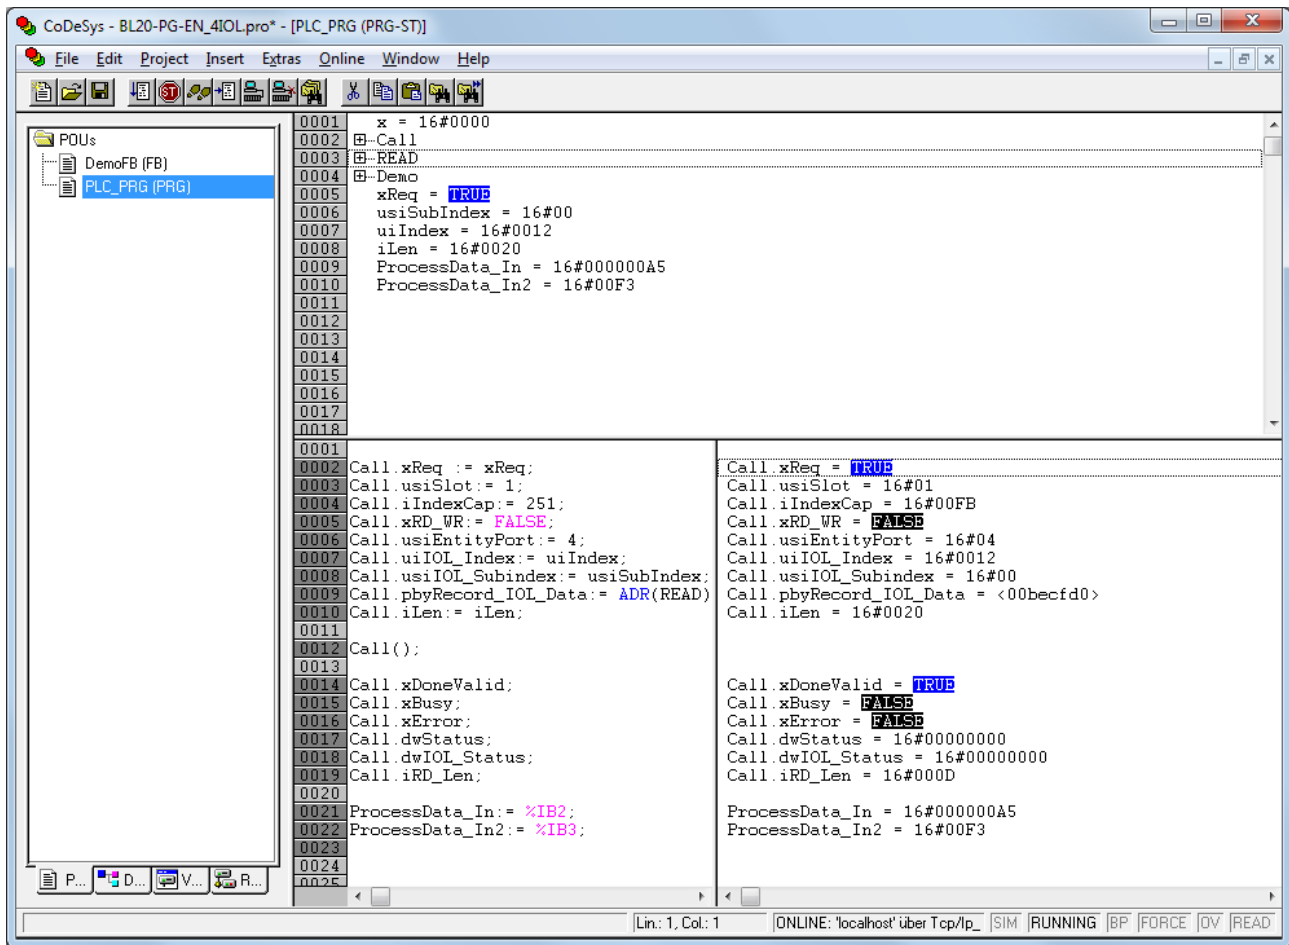 CoDeSys - BL20-PG-EN_4IOL.pro* - [PLC_PRG (PRG-ST)]
File Edit Project Insert Extras Online Window Help
POUs
DemoFB (FB)
PLC_PRG (PRG)
P... D... V... R...
0001 x = 16#0000
0002 Call
0003 READ
0004 Demo
0005 xReq = TRUE
0006 usiSubIndex = 16#00
0007 uiIndex = 16#0012
0008 iLen = 16#0020
0009 ProcessData_In = 16#000000A5
0010 ProcessData_In2 = 16#00F3
0011
0012
0013
0014
0015
0016
0017
0018
0001
0002 Call.xReq := xReq; Call.xReq = TRUE
0003 Call.usiSlot:= 1; Call.usiSlot = 16#01
0004 Call.iIndexCap:= 251; Call.iIndexCap = 16#00FB
0005 Call.xRD_WR:= FALSE; Call.xRD_WR = FALSE
0006 Call.usiEntityPort:= 4; Call.usiEntityPort = 16#04
0007 Call.uiIOL_Index:= uiIndex; Call.uiIOL_Index = 16#0012
0008 Call.usiIOL_Subindex:= usiSubIndex; Call.usiIOL_Subindex = 16#00
0009 Call.pbyRecord_IOL_Data:= ADR(READ) Call.pbyRecord_IOL_Data = <00becfd0>
0010 Call.iLen:= iLen; Call.iLen = 16#0020
0011
0012 Call();
0013
0014 Call.xDoneValid; Call.xDoneValid = TRUE
0015 Call.xBusy; Call.xBusy = FALSE
0016 Call.xError; Call.xError = FALSE
0017 Call.dwStatus; Call.dwStatus = 16#00000000
0018 Call.dwIOL_Status; Call.dwIOL_Status = 16#00000000
0019 Call.iRD_Len; Call.iRD_Len = 16#000D
0020
0021 ProcessData_In:= %IB2; ProcessData_In = 16#000000A5
0022 ProcessData_In2:= %IB3; ProcessData_In2 = 16#00F3
0023
0024
0025
Lin.: 1, Col.: 1 ONLINE: 'localhost' über Tcp/Ip_ SIM RUNNING BP FORCE OV READ